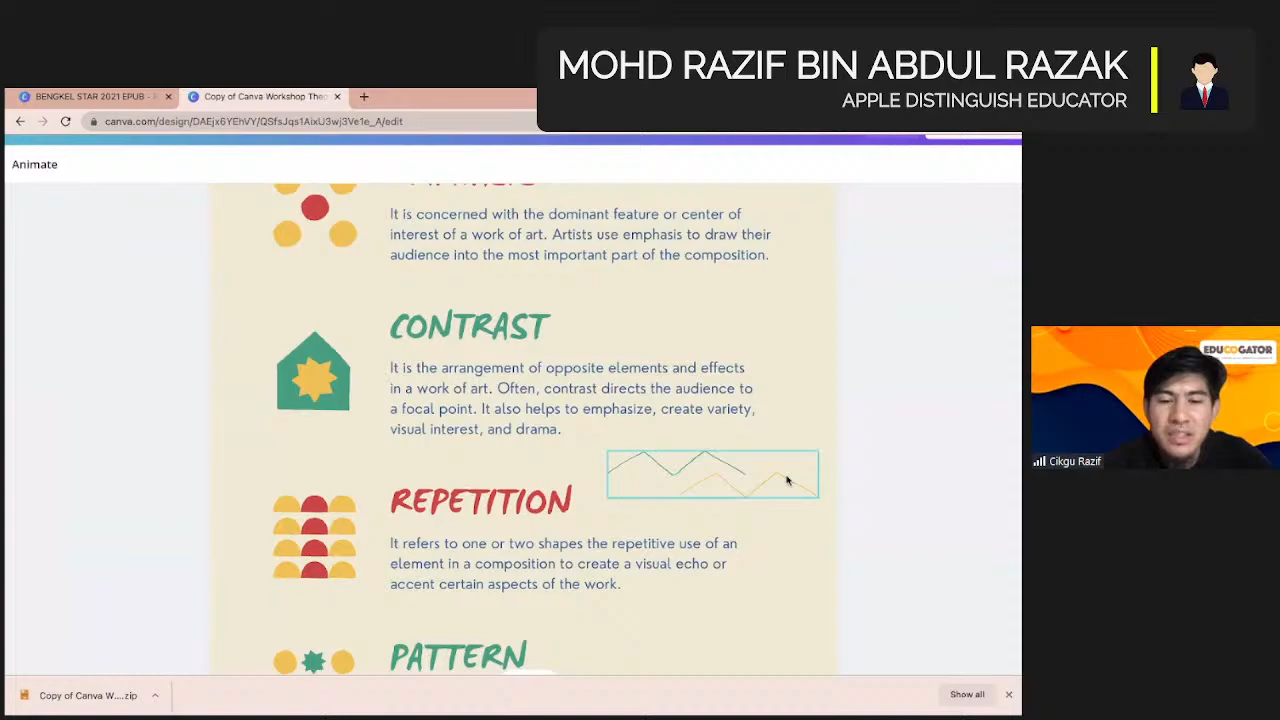 MOHD RAZIF BIN ABDUL RAZAK
APPLE DISTINGUISH EDUCATOR
BENGKEL STAR 2021 EPUB -
Copy of Canva Workshop
canva.com/design/DAEjx6YEhVY/QSfsJqs1AixU3wj3Ve1e_A/edit
Animate
It is concerned with the dominant feature or center of
interest of a work of art. Artists use emphasis to draw their
audience into the most important part of the composition.
CONTRAST
It is the arrangement of opposite elements and effects
in a work of art. Often, contrast directs the audience to
a focal point. It also helps to emphasize, create variety,
visual interest, and drama.
REPETITION
It refers to one or two shapes the repetitive use of an
element in a composition to create a visual echo or
accent certain aspects of the work.
PATTERN
EDUCOGATOR
Cikgu Razif
Copy of Canva W....zip
Show all